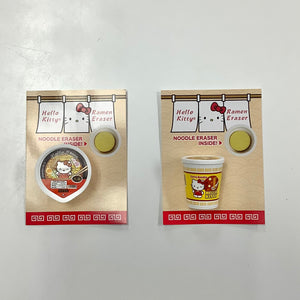 Hello
Kitty®
Ramen
Eraser
NOODLE ERASER
INSIDE!
Hello
Kitty®
Ramen
Eraser
NOODLE ERASER
INSIDE!